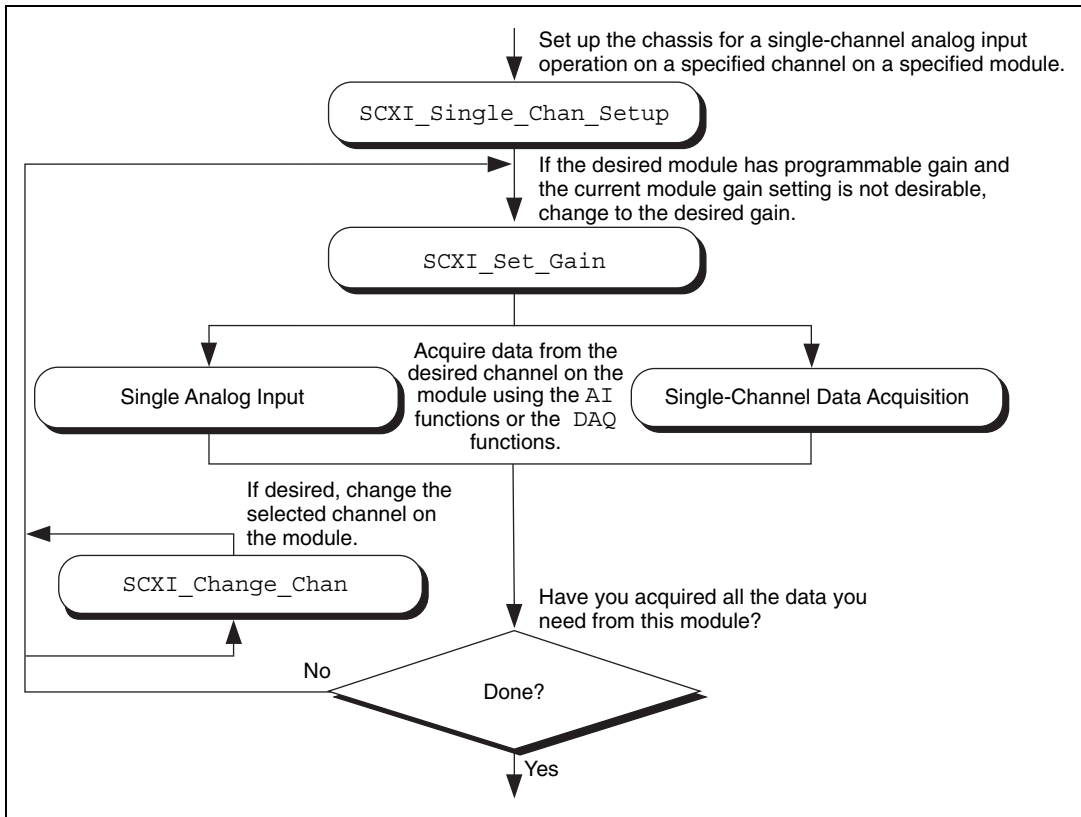 Set up the chassis for a single-channel analog input
operation on a specified channel on a specified module.
SCXI_Single_Chan_Setup
If the desired module has programmable gain and
the current module gain setting is not desirable,
change to the desired gain.
SCXI_Set_Gain
Single Analog Input
Acquire data from the
desired channel on the
module using the AI
functions or the DAQ
functions.
Single-Channel Data Acquisition
If desired, change the
selected channel on
the module.
SCXI_Change_Chan
Have you acquired all the data you
need from this module?
No
Done?
Yes